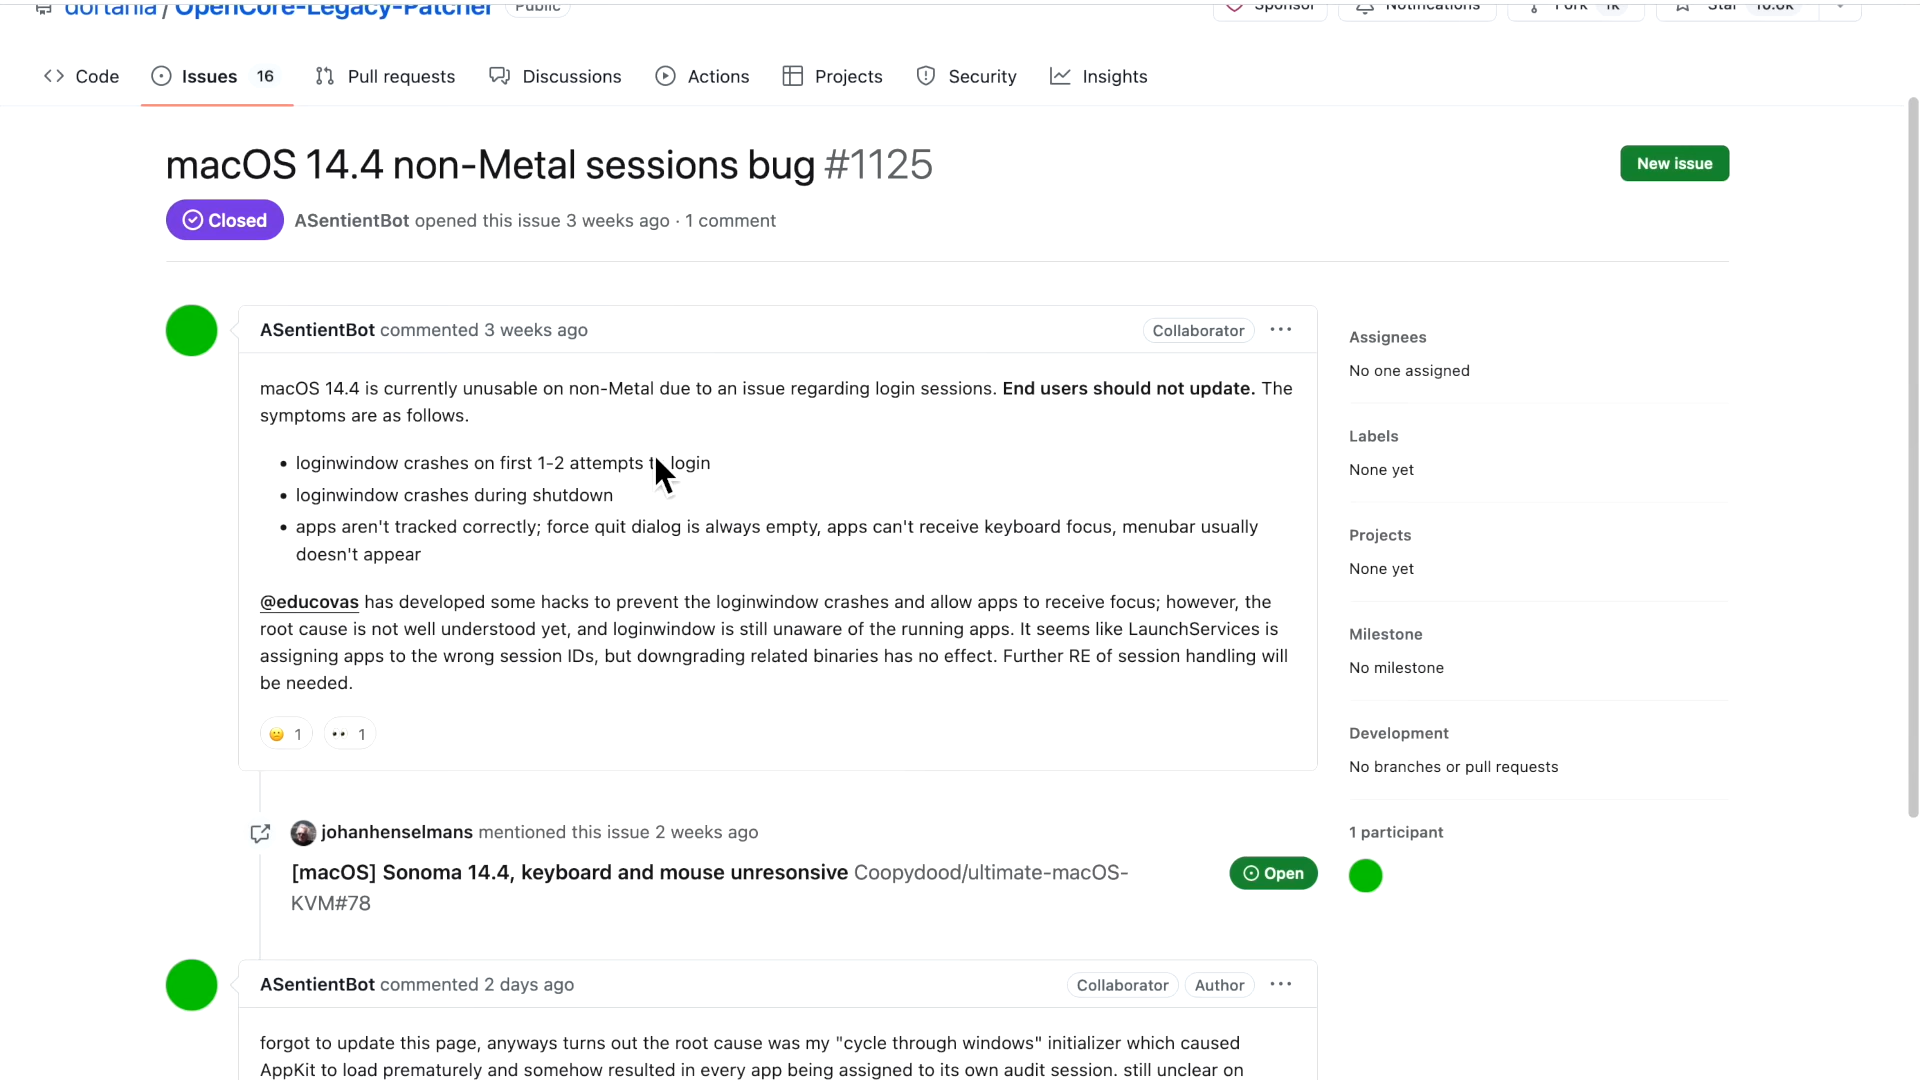 dortania / OpenCore-Legacy-Patcher Public Sponsor Notifications Fork 1k Star
Code Issues 16 Pull requests Discussions Actions Projects Security Insights
macOS 14.4 non-Metal sessions bug #1125
New issue
Closed ASentientBot opened this issue 3 weeks ago · 1 comment
ASentientBot commented 3 weeks ago
Collaborator
macOS 14.4 is currently unusable on non-Metal due to an issue regarding login sessions. End users should not update. The
symptoms are as follows.
• loginwindow crashes on first 1-2 attempts login
• loginwindow crashes during shutdown
• apps aren't tracked correctly; force quit dialog is always empty, apps can't receive keyboard focus, menubar usually
doesn't appear
@educovas has developed some hacks to prevent the loginwindow crashes and allow apps to receive focus; however, the
root cause is not well understood yet, and loginwindow is still unaware of the running apps. It seems like LaunchServices is
assigning apps to the wrong session IDs, but downgrading related binaries has no effect. Further RE of session handling will
be needed.
1 1
johanhenselmans mentioned this issue 2 weeks ago
[macOS] Sonoma 14.4, keyboard and mouse unresonsive Coopydood/ultimate-macOS-
KVM#78
Open
ASentientBot commented 2 days ago
Collaborator Author
forgot to update this page, anyways turns out the root cause was my "cycle through windows" initializer which caused
AppKit to load prematurely and somehow resulted in every app being assigned to its own audit session. still unclear on
Assignees
No one assigned
Labels
None yet
Projects
None yet
Milestone
No milestone
Development
No branches or pull requests
1 participant